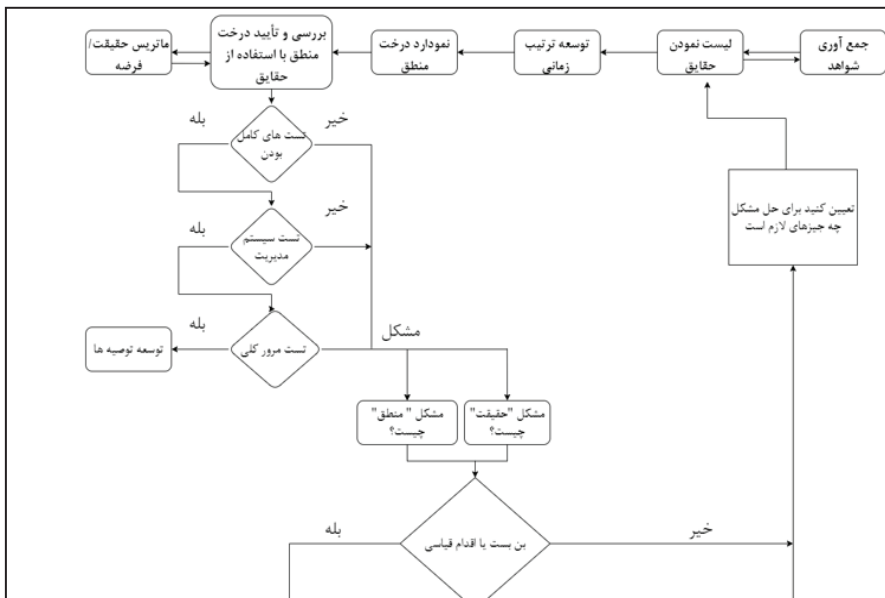 جمع آوری
شواهد
لیست نمودن
حقایق
توسعه ترتیب
زمانی
نمودارد درخت
منطق
بررسی و تأیید درخت
منطق با استفاده از
حقایق
ماتریس حقیقت/
فرضه
خیر
تست های کامل
بودن
بله
تعیین کنید برای حل مشکل
چه جیزهای لازم است
خیر
تست سیستم
مدیریت
بله
مشکل
تست مرور کلی
بله
توسعه توصیه ها
مشکل "حقیقت"
چیست؟
مشکل " منطق"
چیست؟
خیر
بن بست یا اقدام قیاسی
بله